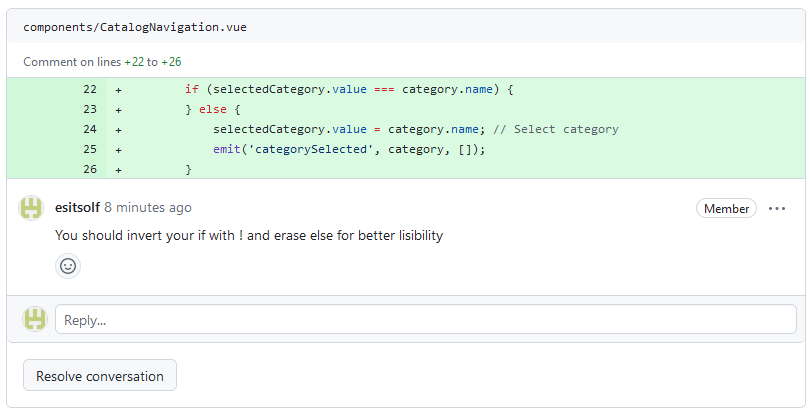 components/CatalogNavigation.vue
Comment on lines +22 to +26
22 + if (selectedCategory.value === category.name) {
23 + } else {
24 + selectedCategory.value = category.name; // Select category
25 + emit('categorySelected', category, []);
26 + }
esitsolf 8 minutes ago Member ...
You should invert your if with ! and erase else for better lisibility
Reply...
Resolve conversation